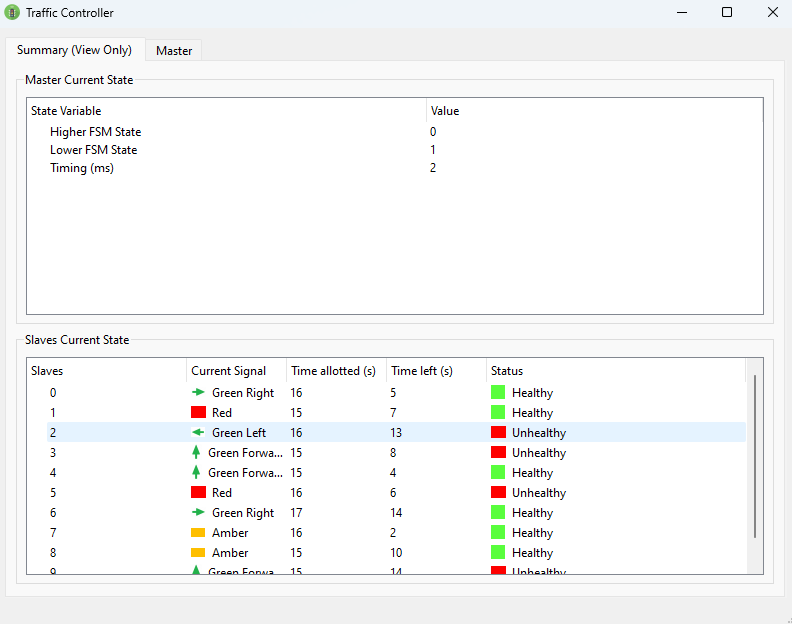 Traffic Controller
Summary (View Only) Master
Master Current State
State Variable Value
Higher FSM State 0
Lower FSM State 1
Timing (ms) 2
Slaves Current State
Slaves Current Signal Time allotted (s) Time left (s) Status
0 Green Right 16 5 Healthy
1 Red 15 7 Healthy
2 Green Left 16 13 Unhealthy
3 Green Forwa... 15 8 Unhealthy
4 Green Forwa... 15 4 Healthy
5 Red 16 6 Unhealthy
6 Green Right 17 14 Healthy
7 Amber 16 2 Healthy
8 Amber 15 10 Healthy
9 Green Forwa... 15 14 Unhealthy